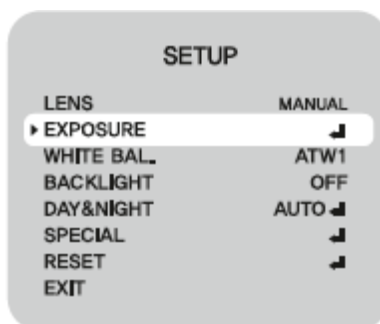 SETUP
LENS MANUAL
EXPOSURE ↲
WHITE BAL. ATW1
BACKLIGHT OFF
DAY&NIGHT AUTO↲
SPECIAL ↲
RESET ↲
EXIT